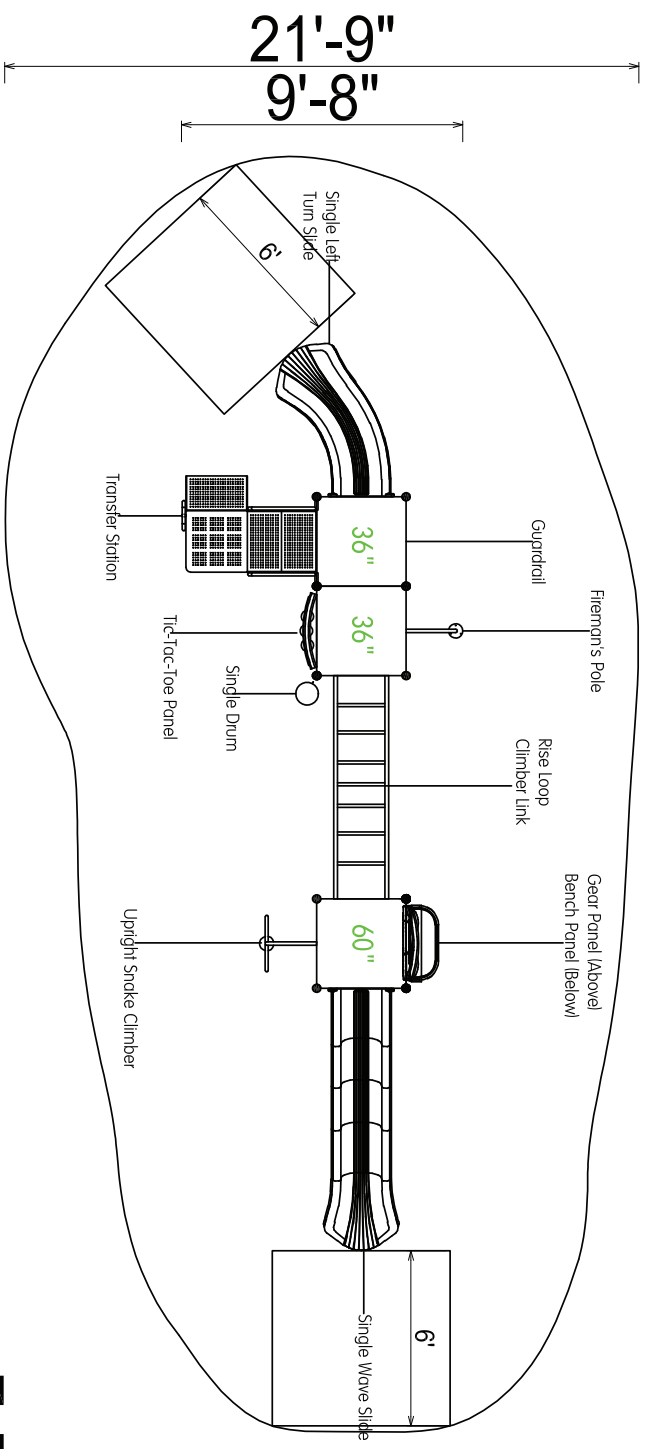 21'-9"
9'-8"
Single Left
Turn Slide
6'
Transfer Station
36"
Guardrail
36"
Fireman's Pole
Tic-Tac-Toe Panel
Single Drum
Rise Loop
Climber Link
Gear Panel (Above)
Bench Panel (Below)
60"
Upright Snake Climber
Single Wave Slide
6'